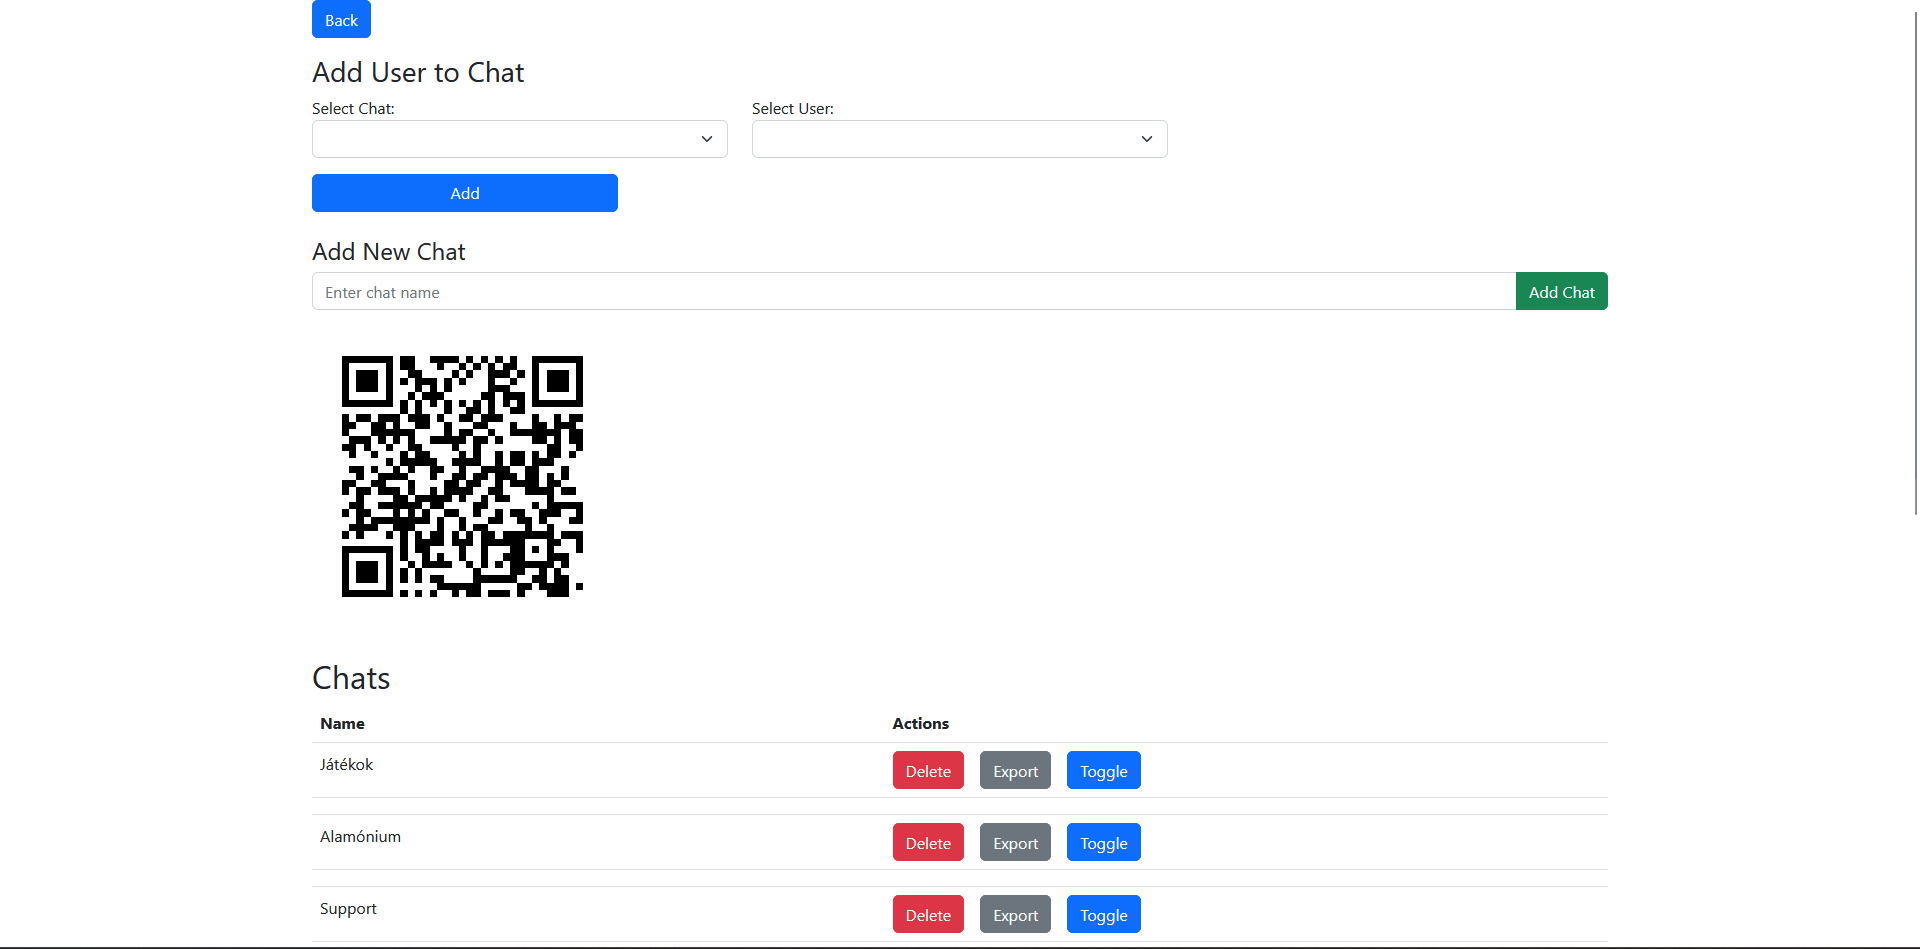 Back
Add User to Chat
Select Chat: Select User:
Add
Add New Chat
Enter chat name Add Chat
Chats
Name Actions
Játékok Delete Export Toggle
Alamónium Delete Export Toggle
Support Delete Export Toggle